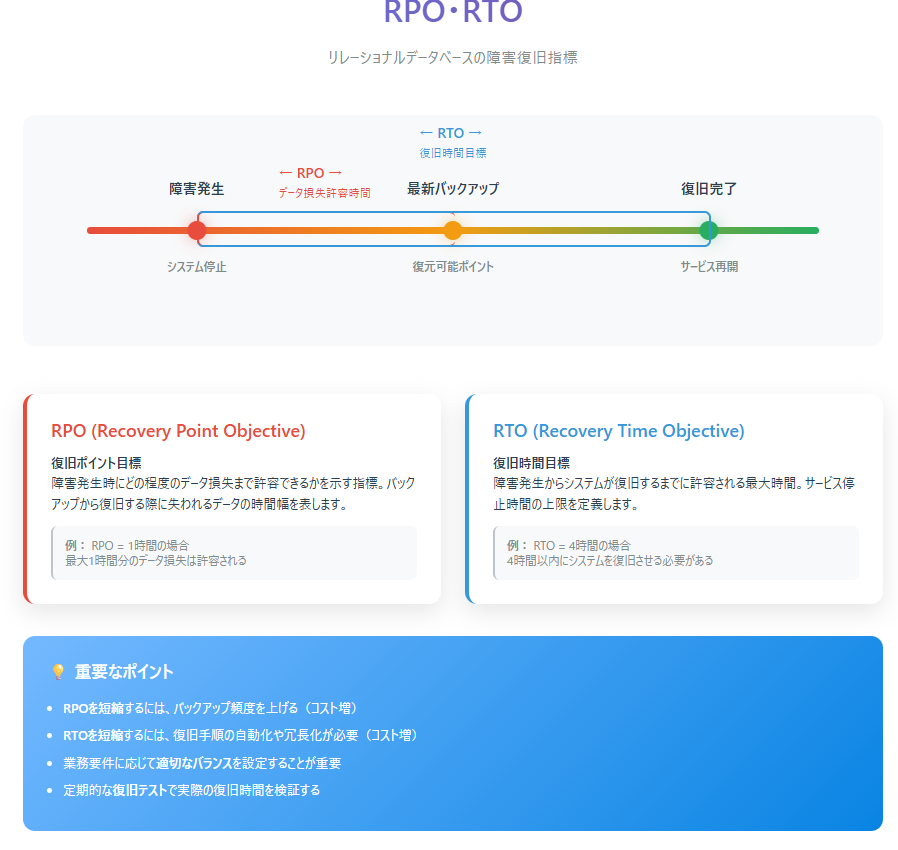 RPO・RTO
リレーショナルデータベースの障害復旧指標
← RTO →
復旧時間目標
← RPO →
データ損失許容時間
障害発生
最新バックアップ
復旧完了
システム停止
復元可能ポイント
サービス再開
RPO (Recovery Point Objective)
復旧ポイント目標
障害発生時にどの程度のデータ損失まで許容できるかを示す指標。バック
アップから復旧する際に失われるデータの時間幅を表します。
例： RPO = 1時間の場合
最大1時間分のデータ損失は許容される
RTO (Recovery Time Objective)
復旧時間目標
障害発生からシステムが復旧するまでに許容される最大時間。サービス停
止時間の上限を定義します。
例： RTO = 4時間の場合
4時間以内にシステムを復旧させる必要がある
💡 重要なポイント
• RPOを短縮するには、バックアップ頻度を上げる（コスト増）
• RTOを短縮するには、復旧手順の自動化や冗長化が必要（コスト増）
• 業務要件に応じて適切なバランスを設定することが重要
• 定期的な復旧テストで実際の復旧時間を検証する